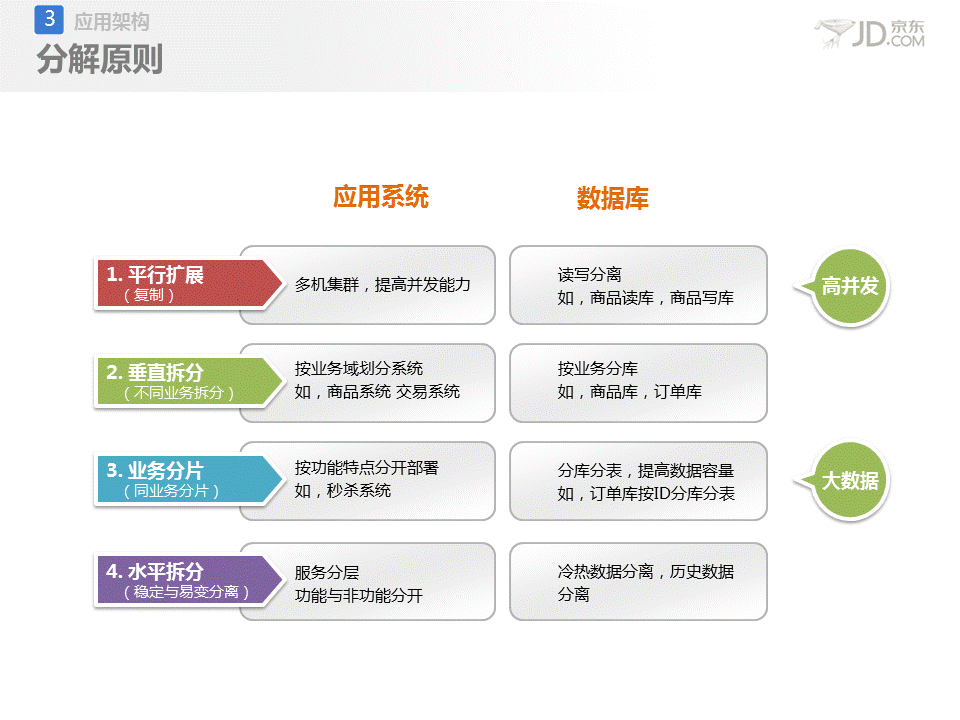 3 应用架构
分解原则
JD 京东
.COM
应用系统
数据库
1. 平行扩展
（复制）
多机集群，提高并发能力
读写分离
如，商品读库，商品写库
高并发
2. 垂直拆分
（不同业务拆分）
按业务域划分系统
如，商品系统 交易系统
按业务分库
如，商品库，订单库
3. 业务分片
（同业务分片）
按功能特点分开部署
如，秒杀系统
分库分表，提高数据容量
如，订单库按ID分库分表
大数据
4. 水平拆分
（稳定与易变分离）
服务分层
功能与非功能分开
冷热数据分离，历史数据
分离